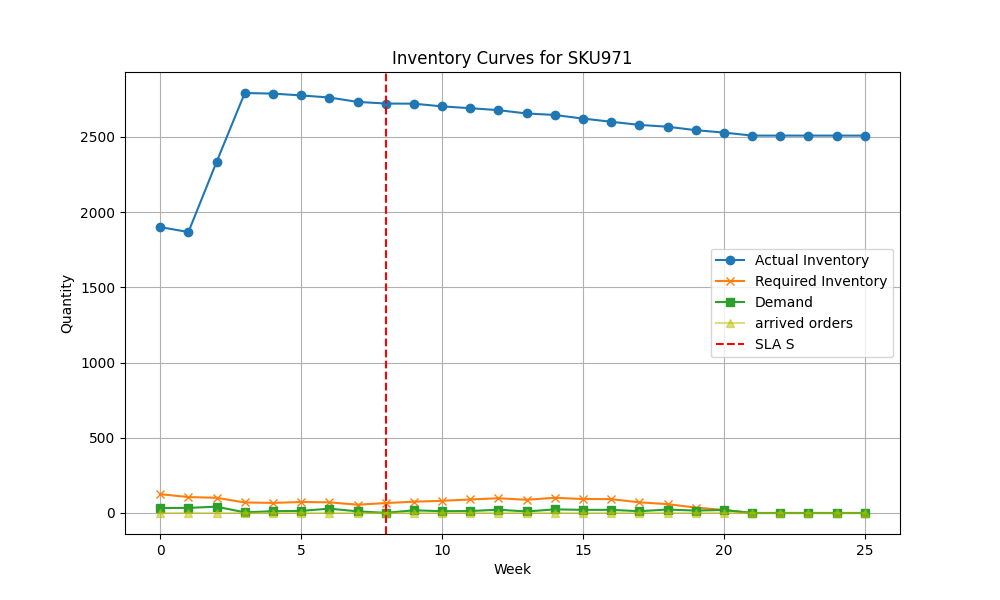 Inventory Curves for SKU971
Quantity
2500
2000
1500
1000
500
0
Actual Inventory
Required Inventory
Demand
arrived orders
SLA S
0 5 10 15 20 25
Week